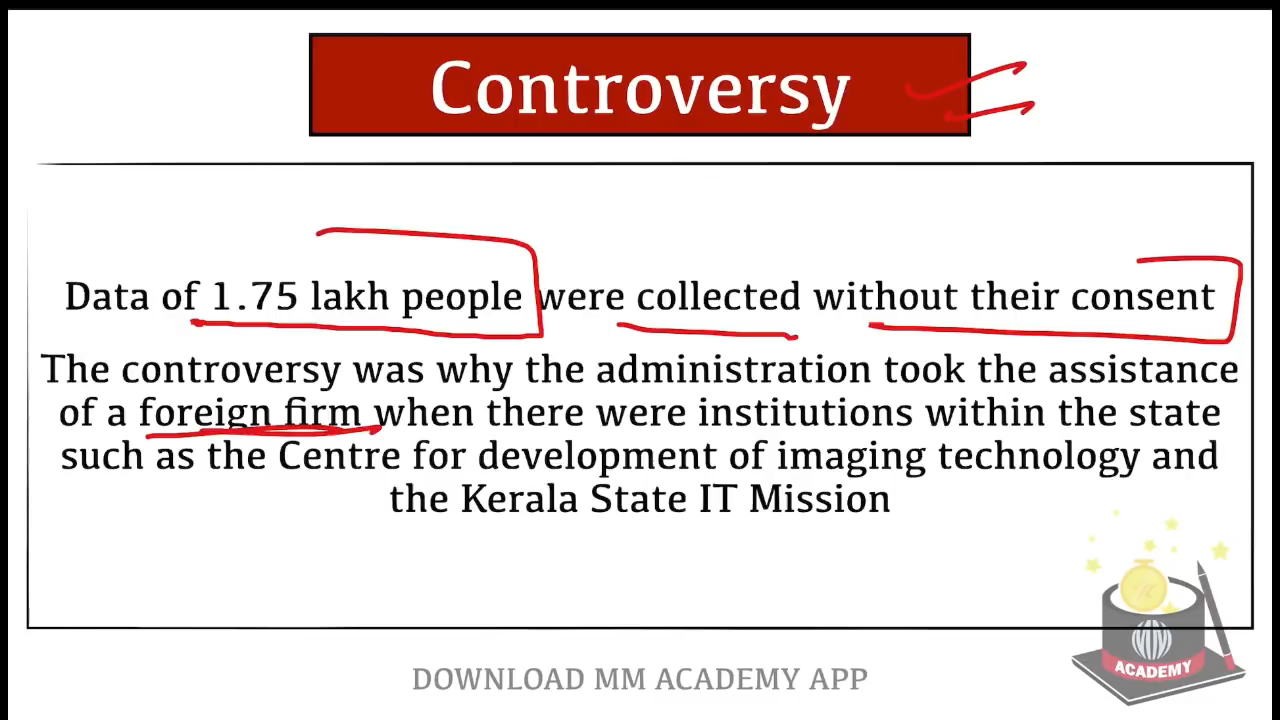 Controversy
Data of 1.75 lakh people were collected without their consent
The controversy was why the administration took the assistance
of a foreign firm when there were institutions within the state
such as the Centre for development of imaging technology and
the Kerala State IT Mission
MM
ACADEMY
DOWNLOAD MM ACADEMY APP